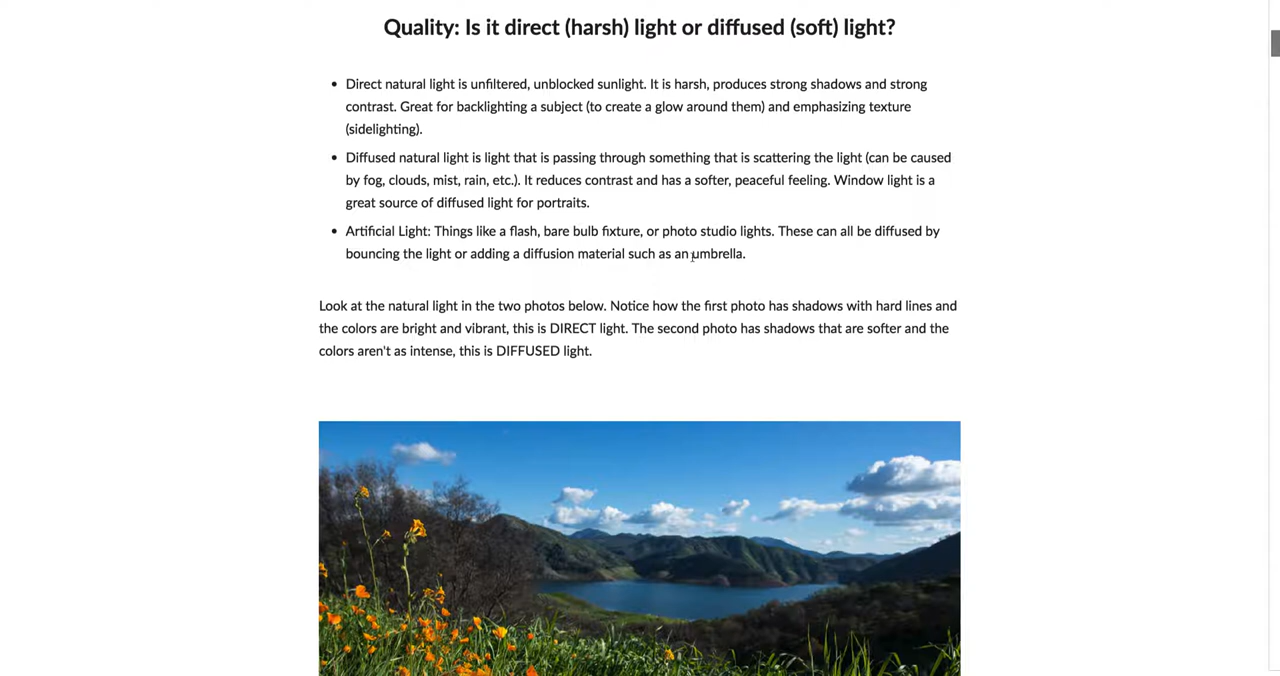 Quality: Is it direct (harsh) light or diffused (soft) light?
• Direct natural light is unfiltered, unblocked sunlight. It is harsh, produces strong shadows and strong
contrast. Great for backlighting a subject (to create a glow around them) and emphasizing texture
(sidelighting).
• Diffused natural light is light that is passing through something that is scattering the light (can be caused
by fog, clouds, mist, rain, etc.). It reduces contrast and has a softer, peaceful feeling. Window light is a
great source of diffused light for portraits.
• Artificial Light: Things like a flash, bare bulb fixture, or photo studio lights. These can all be diffused by
bouncing the light or adding a diffusion material such as an umbrella.
Look at the natural light in the two photos below. Notice how the first photo has shadows with hard lines and
the colors are bright and vibrant, this is DIRECT light. The second photo has shadows that are softer and the
colors aren't as intense, this is DIFFUSED light.